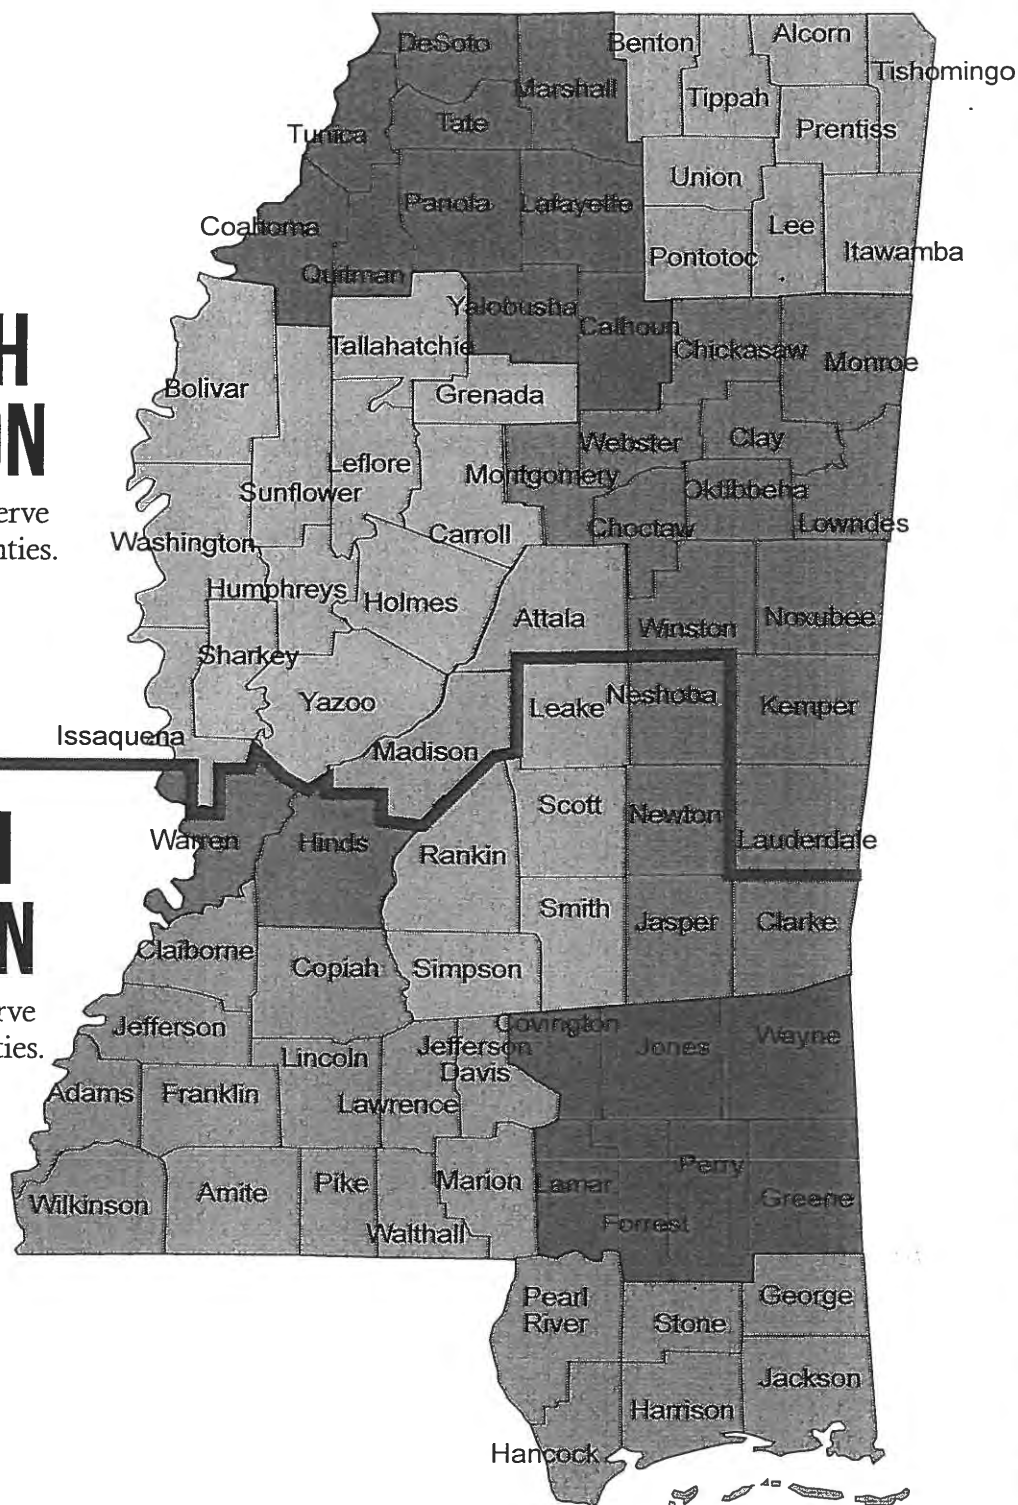 DeSoto
Benton
Alcorn
Tishomingo
Marshall
Tippah
Tunica
Tate
Prentiss
Union
Panola
Lafayette
Coahoma
Lee
Pontotoc
Itawamba
Quitman
Yalobusha
Calhoun
Tallahatchie
Chickasaw
Monroe
H
Bolivar
Grenada
ON
Webster
Clay
Leflore
Montgomery
Sunflower
Oktibbeha
erve
Choctaw
Lowndes
Carroll
Washington
nties.
Humphreys
Holmes
Attala
Winston
Noxubee
Sharkey
Yazoo
Leake
Neshoba
Kemper
Issaquena
Madison
Scott
Newton
Warren
Hinds
Rankin
Lauderdale
Smith
Jasper
Clarke
N
Claiborne
Copiah
Simpson
rve
Jefferson
Covington
Jones
Wayne
ties.
Lincoln
Jefferson
Davis
Adams
Franklin
Lawrence
Perry
Wilkinson
Amite
Pike
Marion
Lamar
Greene
Walthall
Forrest
Pearl
River
Stone
George
Jackson
Harrison
Hancock